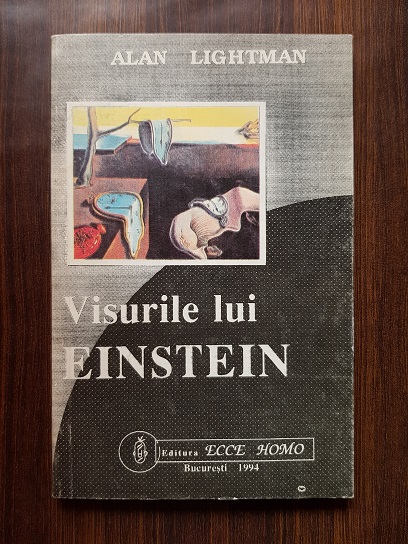 ALAN LIGHTMAN
Visurile lui
EINSTEIN
Editura ECCE HOMO
București 1994